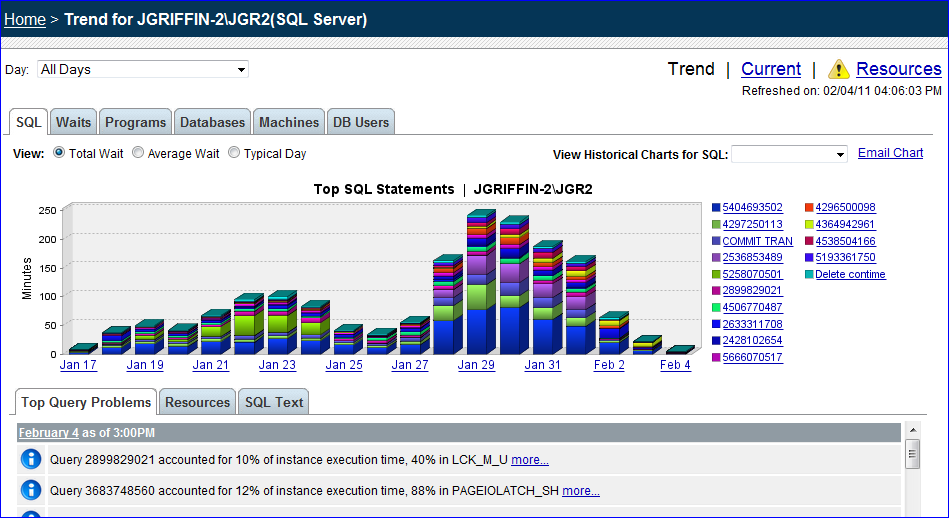 Home > Trend for JGRIFFIN-2\JGR2(SQL Server)
Day: All Days
Trend | Current | Resources
Refreshed on: 02/04/11 04:06:03 PM
SQL Waits Programs Databases Machines DB Users
View: Total Wait Average Wait Typical Day View Historical Charts for SQL: Email Chart
Top SQL Statements | JGRIFFIN-2\JGR2
Minutes
250
200
150
100
50
0
Jan 17 Jan 19 Jan 21 Jan 23 Jan 25 Jan 27 Jan 29 Jan 31 Feb 2 Feb 4
5404693502 4296500098
4297250113 4364942961
COMMIT TRAN 4538504166
2536853489 5193361750
5258070501 Delete contime
2899829021
4506770487
2633311708
2428102654
5666070517
Top Query Problems Resources SQL Text
February 4 as of 3:00PM
Query 2899829021 accounted for 10% of instance execution time, 40% in LCK_M_U more...
Query 3683748560 accounted for 12% of instance execution time, 88% in PAGEIOLATCH_SH more...